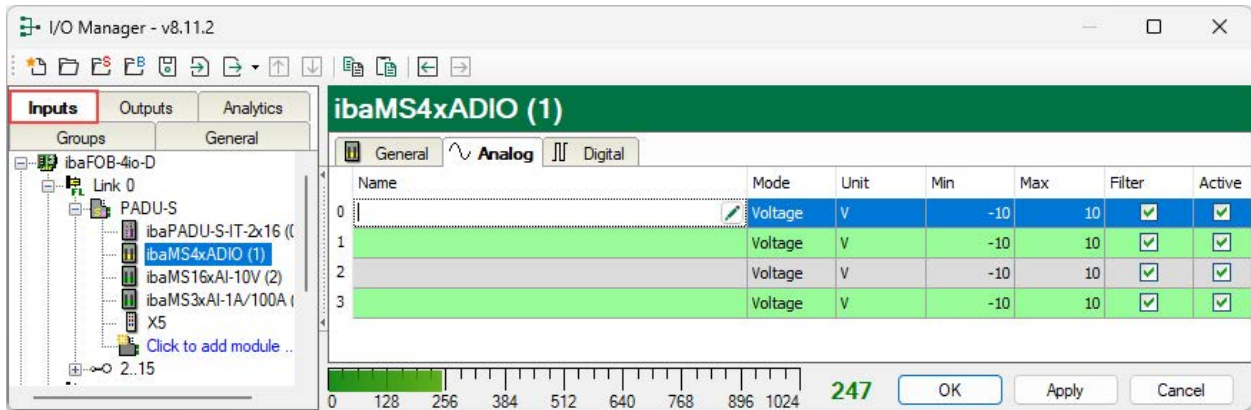 I/O Manager - v8.11.2
Inputs Outputs Analytics
Groups General
ibaFOB-4io-D
Link 0
PADU-S
ibaPADU-S-IT-2x16 (0
ibaMS4xADIO (1)
ibaMS16xAI-10V (2)
ibaMS3xAI-1A/100A (
X5
Click to add module ..
2..15
ibaMS4xADIO (1)
General Analog Digital
Name Mode Unit Min Max Filter Active
0 Voltage V -10 10
1 Voltage V -10 10
2 Voltage V -10 10
3 Voltage V -10 10
0 128 256 384 512 640 768 896 1024
247 OK Apply Cancel